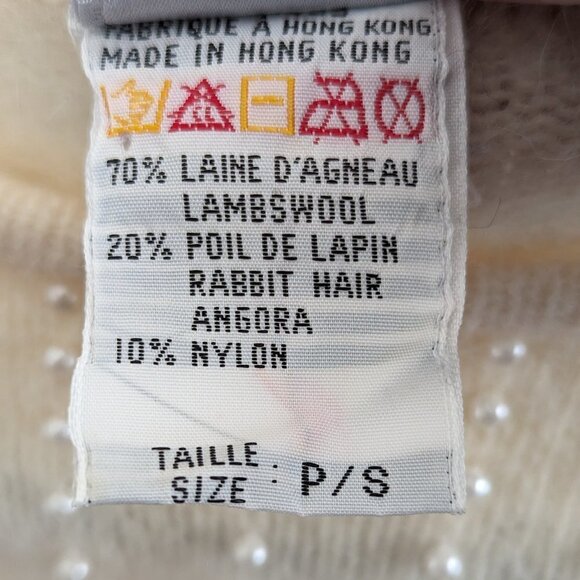 FABRIQUÉ À HONG KONG
MADE IN HONG KONG
70% LAINE D'AGNEAU
LAMBSWOOL
20% POIL DE LAPIN
RABBIT HAIR
ANGORA
10% NYLON
TAILLE :
SIZE P/S